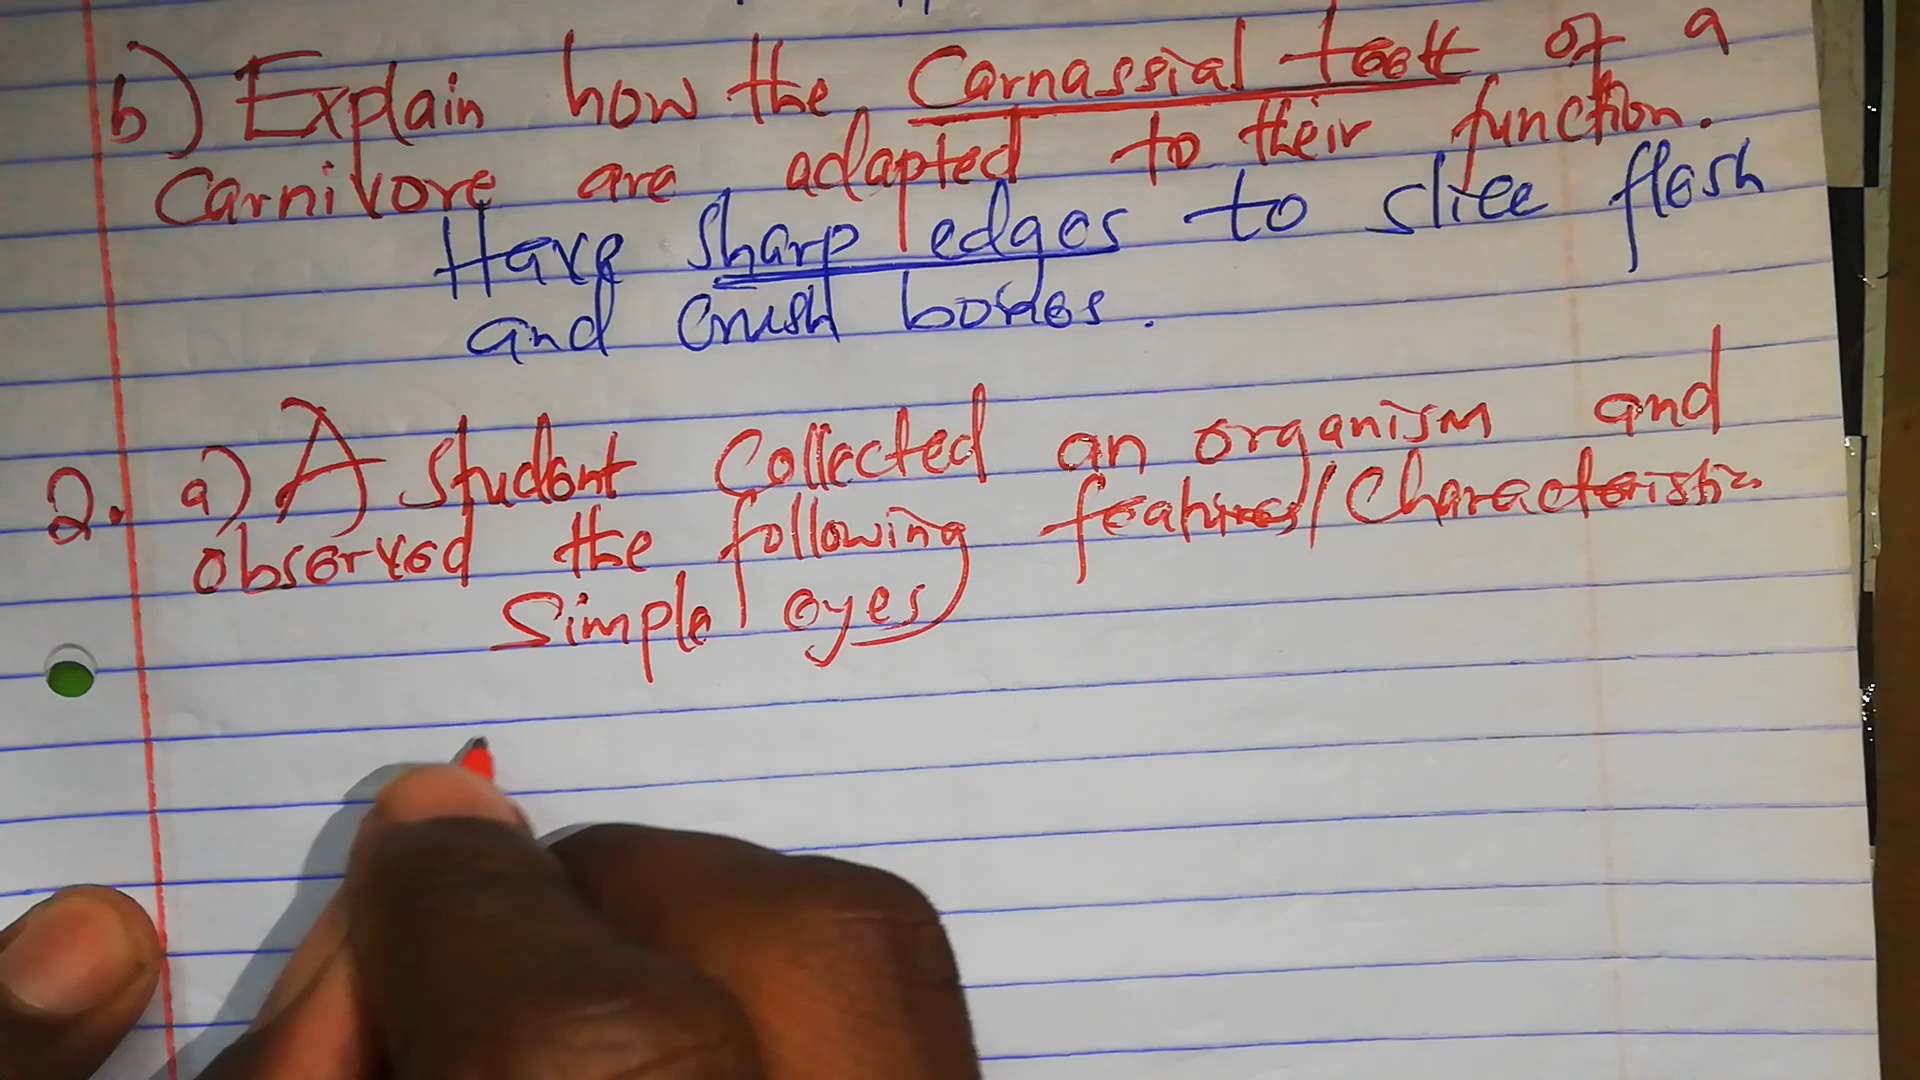 b) Explain how the Carnassial teeth of a
Carnivore are adapted to their function.
Have sharp edges to slice flesh
and crush bones.
2. a) A student collected an organism and
observed the following features/Characteristics
Simple eyes